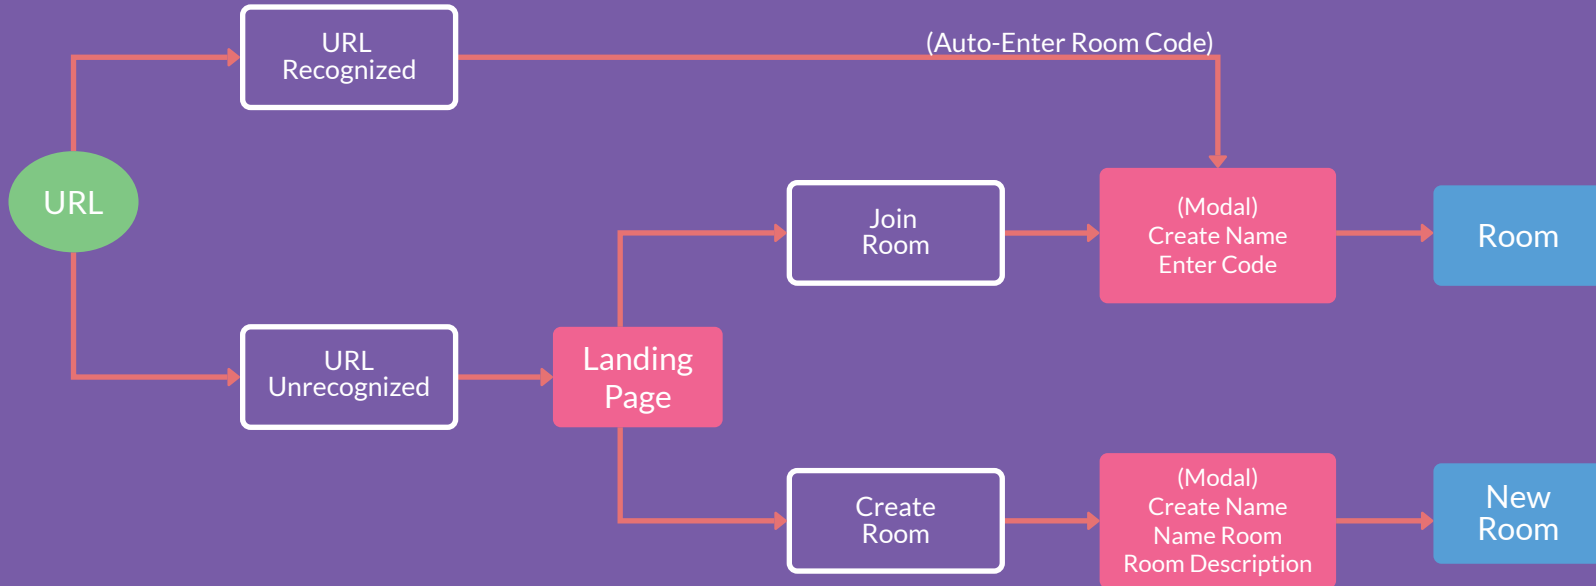 URL
Recognized
(Auto-Enter Room Code)
URL
Join
Room
(Modal)
Create Name
Enter Code
Room
URL
Unrecognized
Landing
Page
Create
Room
(Modal)
Create Name
Name Room
Room Description
New
Room